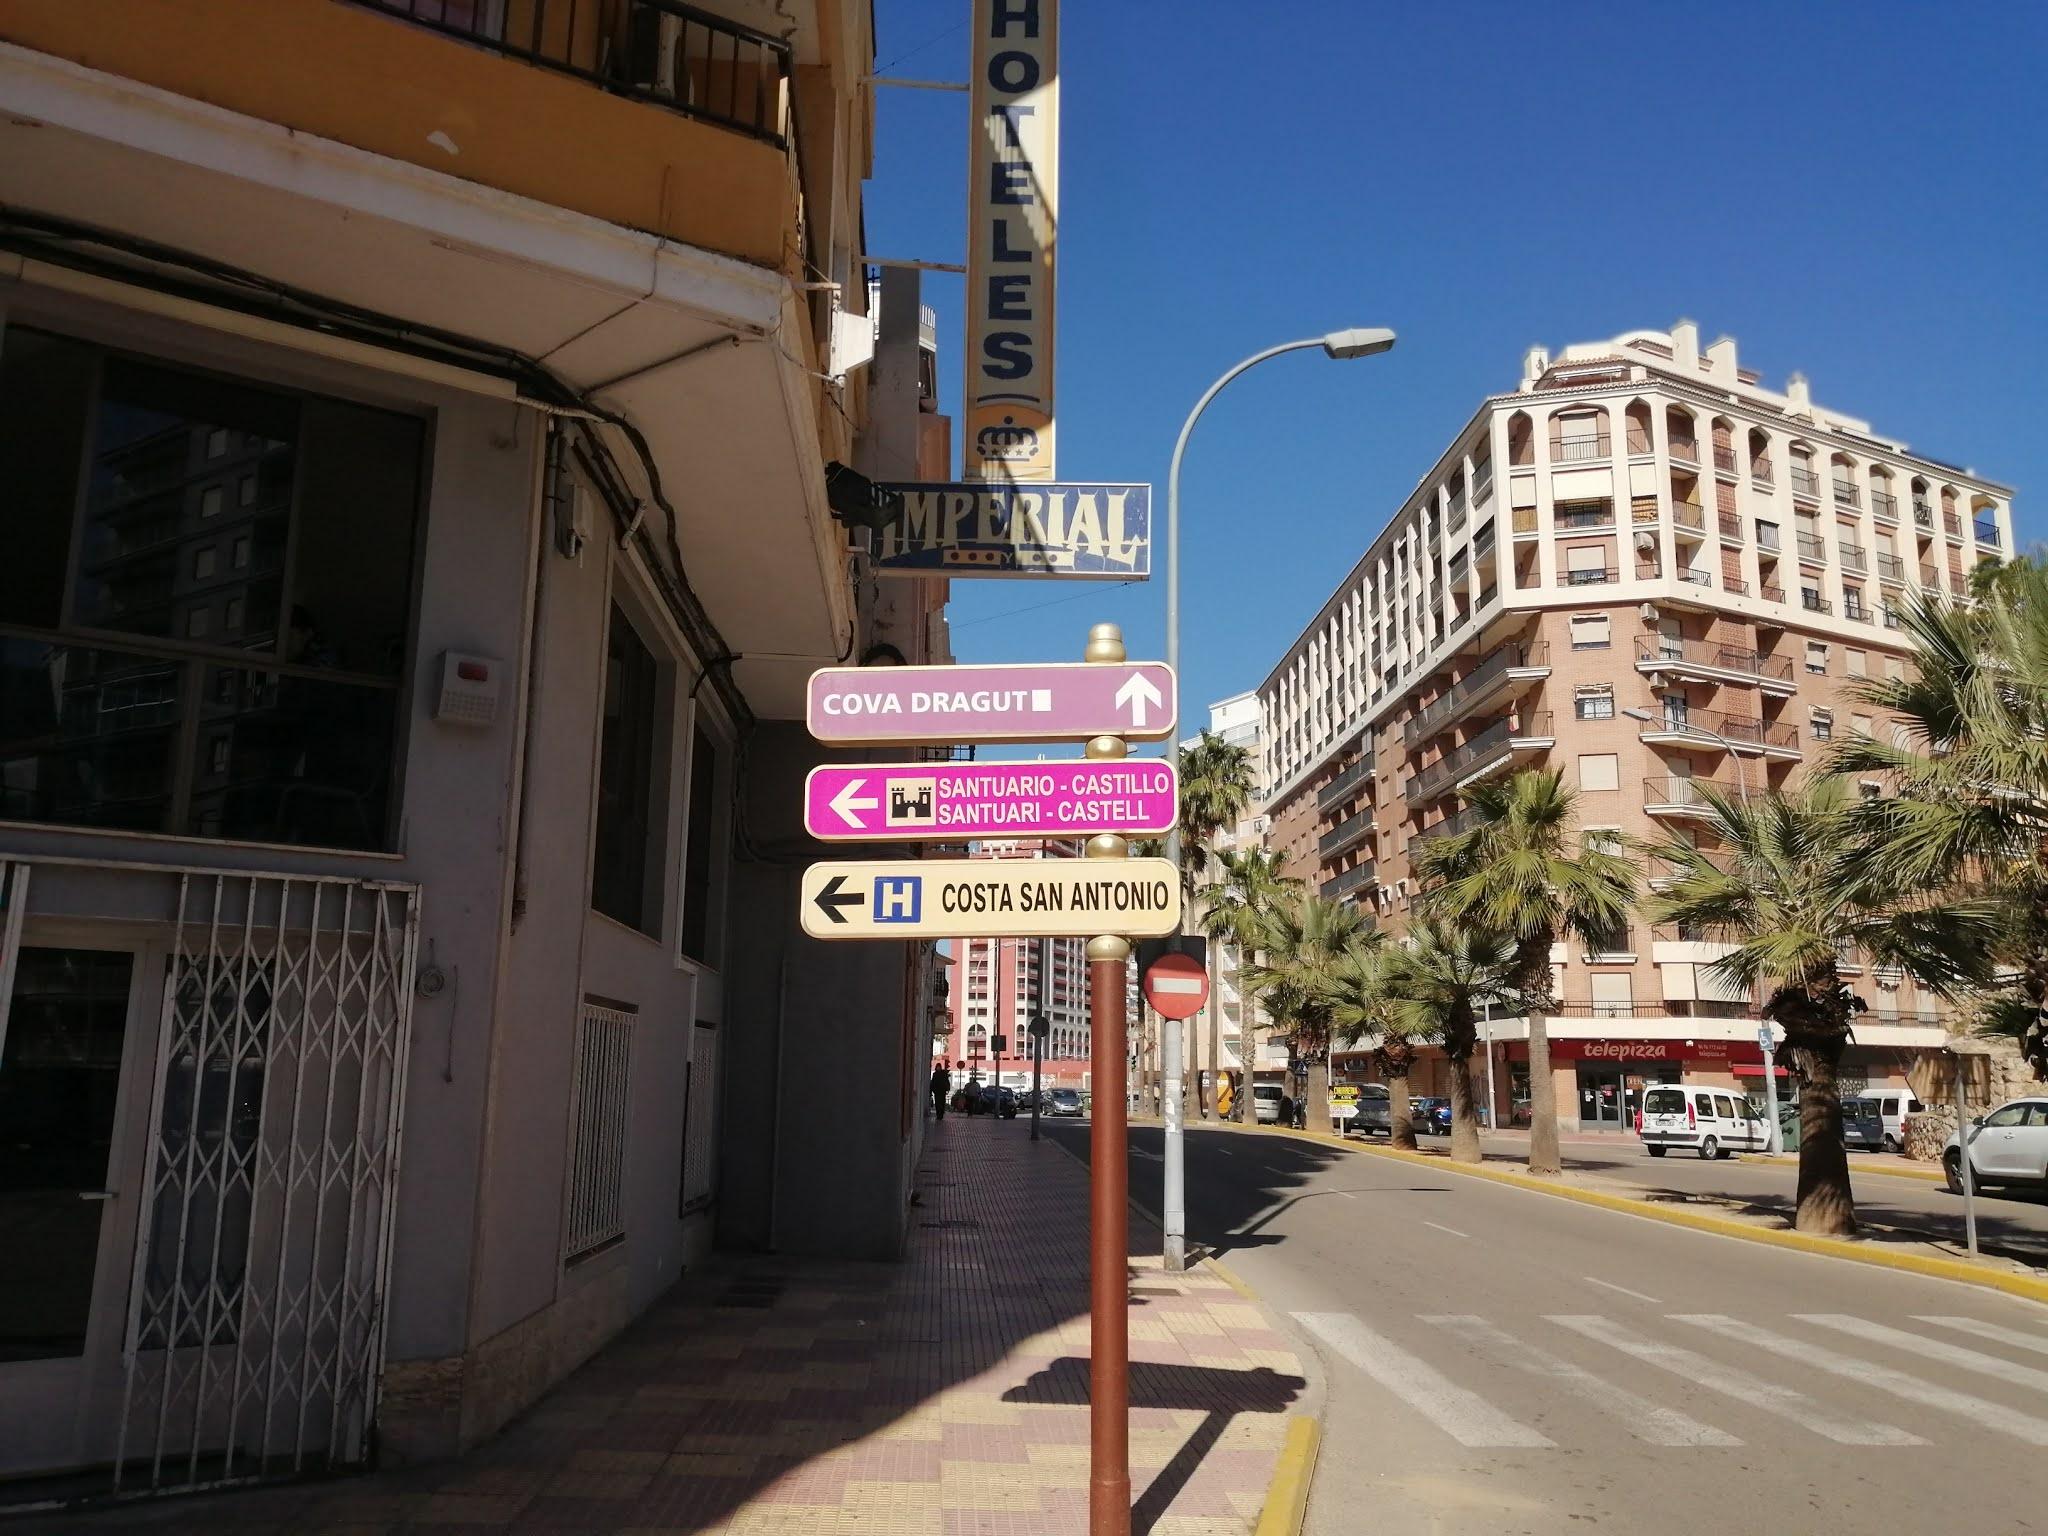 HOTELES
IMPERIAL
COVA DRAGUT
SANTUARIO - CASTILLO
SANTUARI - CASTELL
H COSTA SAN ANTONIO
telepizza